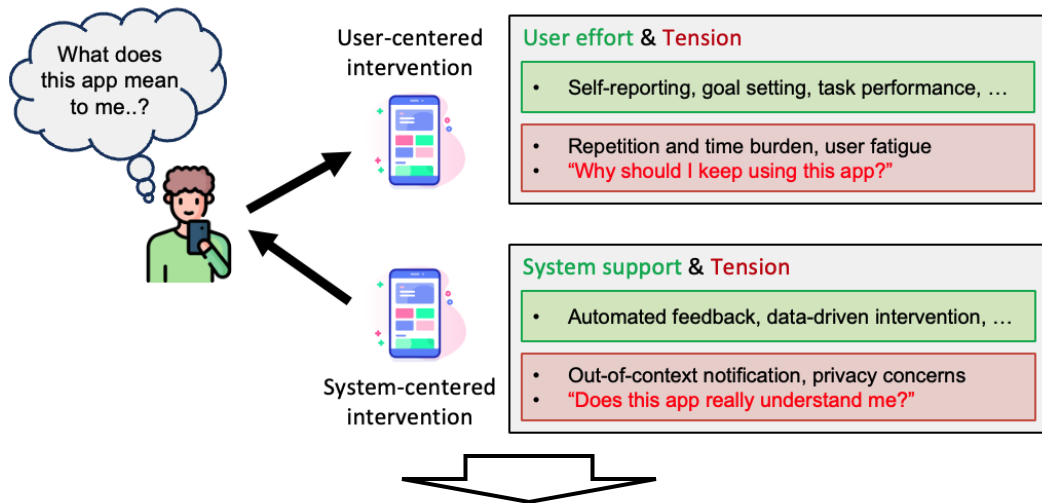 What does
this app mean
to me..?
User-centered
intervention
User effort & Tension
• Self-reporting, goal setting, task performance, …
• Repetition and time burden, user fatigue
• “Why should I keep using this app?”
System-centered
intervention
System support & Tension
• Automated feedback, data-driven intervention, …
• Out-of-context notification, privacy concerns
• “Does this app really understand me?”